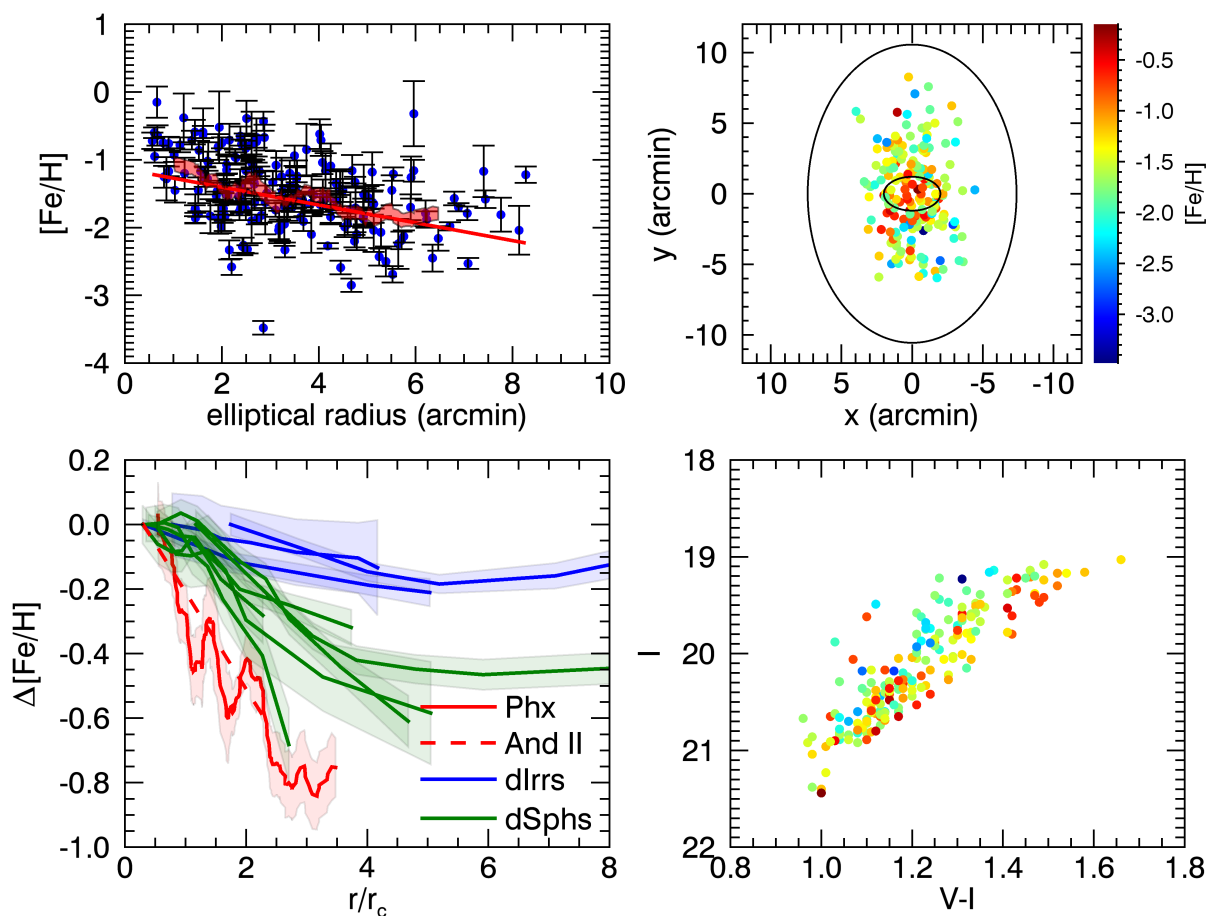 1
0
-1
-2
-3
-4
[Fe/H]
0 2 4 6 8 10
elliptical radius (arcmin)
10
5
0
-5
-10
y (arcmin)
10 5 0 -5 -10
x (arcmin)
-0.5
-1.0
-1.5
-2.0
-2.5
-3.0
[Fe/H]
0.2
0.0
-0.2
-0.4
-0.6
-0.8
-1.0
Δ[Fe/H]
Phx
And II
dIrrs
dSphs
0 2 4 6 8
r/r_c
18
19
20
21
22
I
0.8 1.0 1.2 1.4 1.6 1.8
V-I